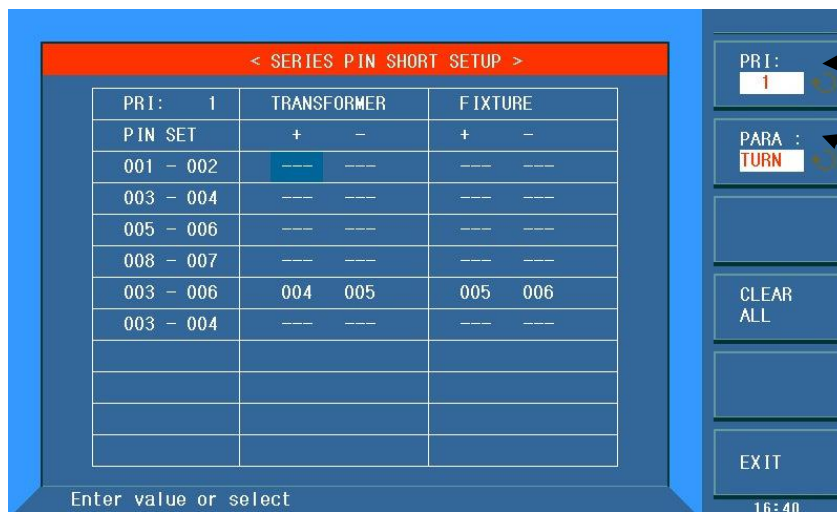 < SERIES PIN SHORT SETUP >
PRI: 1 TRANSFORMER FIXTURE
PIN SET + − + −
001 − 002 --- --- --- ---
003 − 004 --- --- --- ---
005 − 006 --- --- --- ---
008 − 007 --- --- --- ---
003 − 006 004 005 005 006
003 − 004 --- --- --- ---
Enter value or select
PRI:
1
PARA :
TURN
CLEAR
ALL
EXIT
16:40